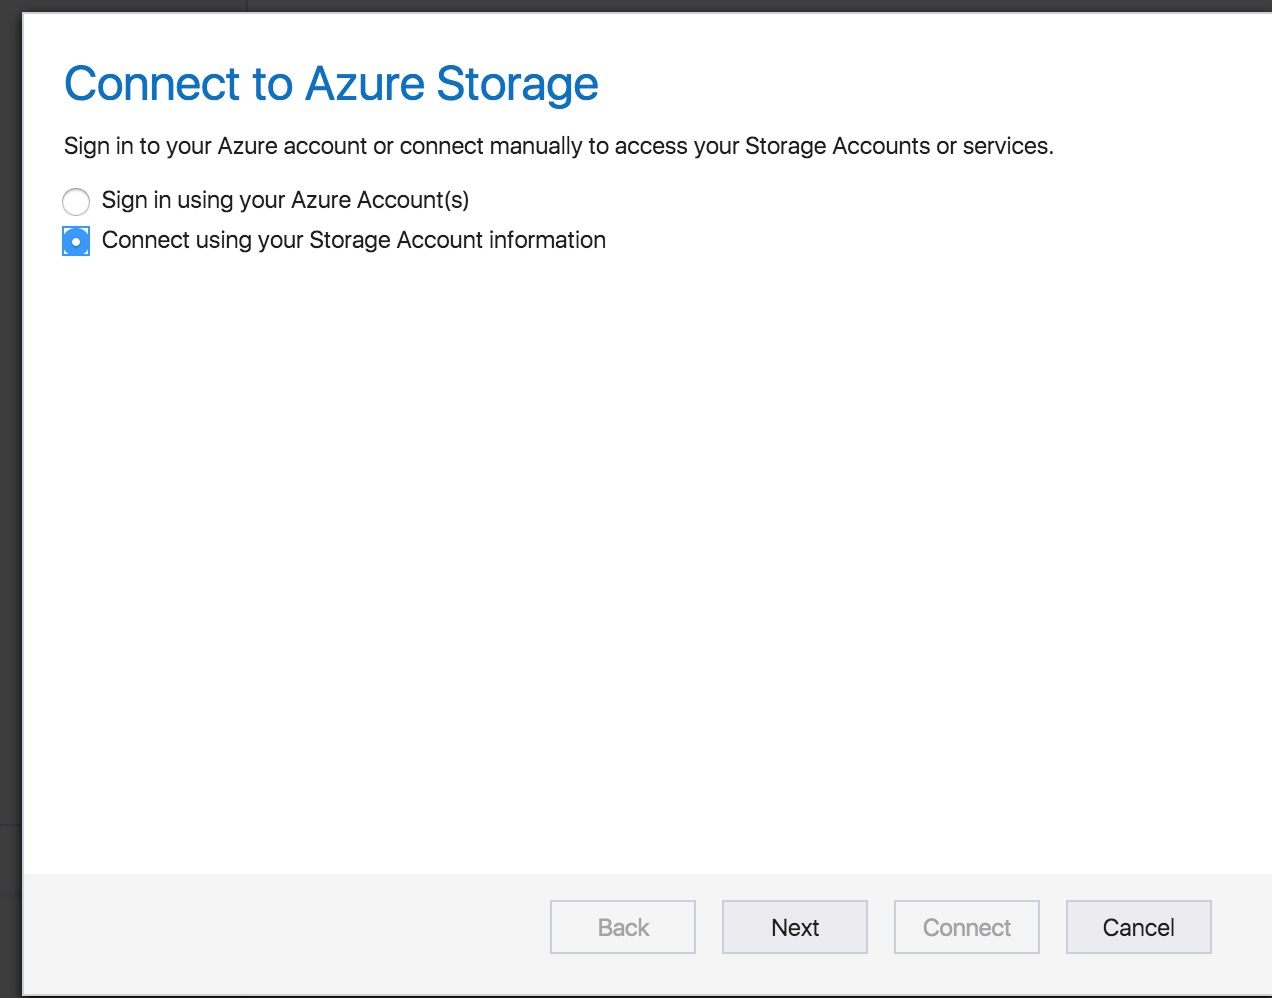 Connect to Azure Storage
Sign in to your Azure account or connect manually to access your Storage Accounts or services.
Sign in using your Azure Account(s)
Connect using your Storage Account information
Back Next Connect Cancel